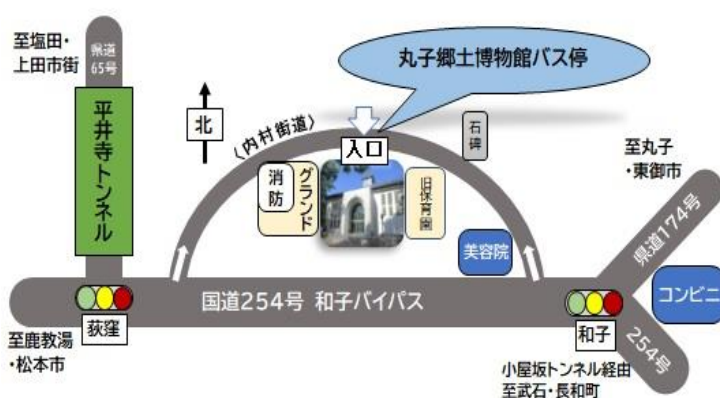 至塩田・
上田市街
県道
65号
平井寺トンネル
北
〈内村街道〉
丸子郷土博物館バス停
入口
石碑
消防
グランド
旧保育園
美容院
至丸子
・東御市
県道174号
コンビニ
国道254号 和子バイパス
荻窪
和子
254号
至鹿教湯
・松本市
小屋坂トンネル経由
至武石・長和町